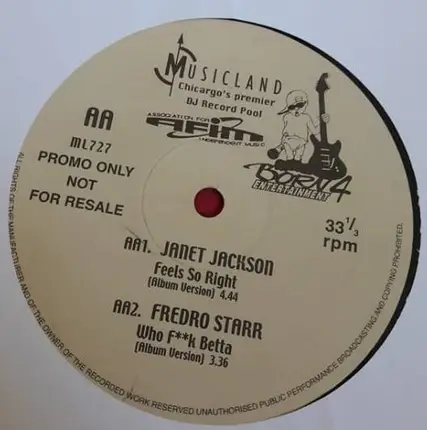 MUSICLAND
Chicargo's premier
DJ Record Pool
ASSOCIATION FOR
AFIM
INDEPENDENT MUSIC
BORN 4
ENTERTAINMENT
AA
ML727
PROMO ONLY
NOT
FOR RESALE
33 1/3
rpm
AA1. JANET JACKSON
Feels So Right
(Album Version) 4.44
AA2. FREDRO STARR
Who F**k Betta
(Album Version) 3.36
ALL RIGHTS OF THE MANUFACTURER AND OF THE OWNER OF THE RECORDED WORK RESERVED UNAUTHORISED PUBLIC PERFORMANCE BROADCASTING AND COPYING PROHIBITED.